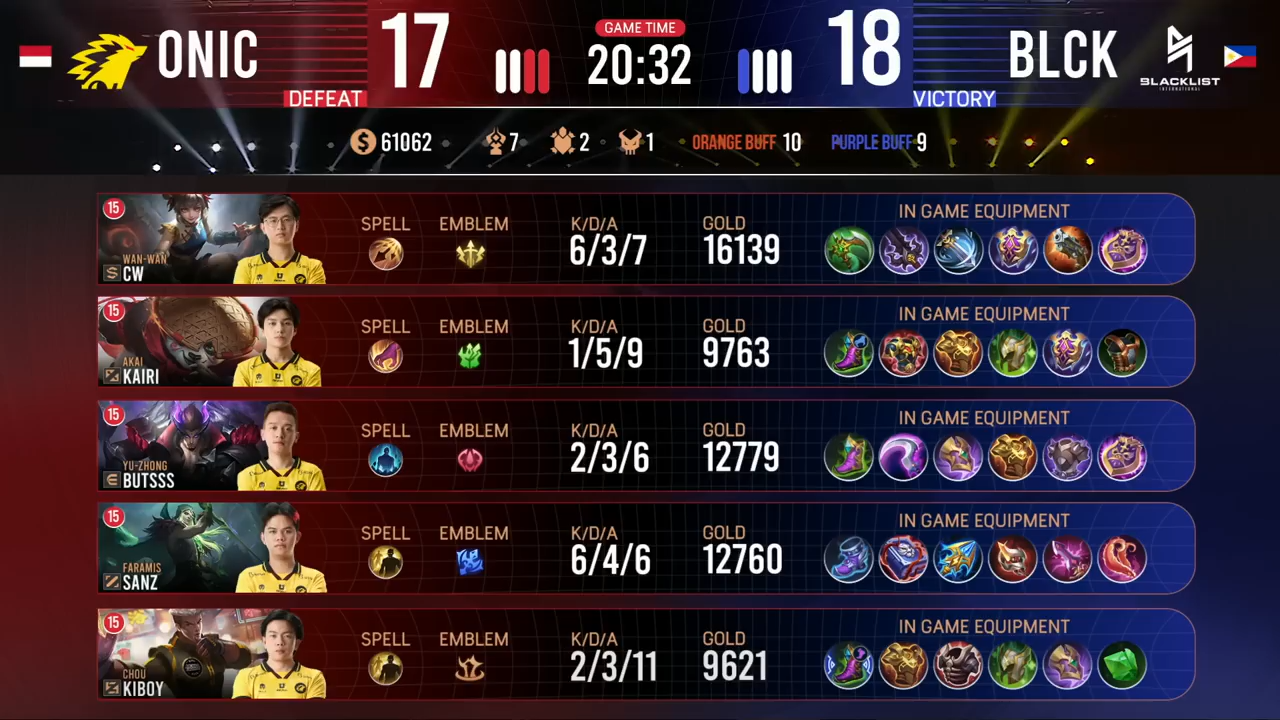 ONIC 17 GAME TIME 20:32 18 BLCK
BLACKLIST
INTERNATIONAL
DEFEAT VICTORY
61062 7 2 1 ORANGE BUFF 10 PURPLE BUFF 9
15 SPELL EMBLEM K/D/A GOLD IN GAME EQUIPMENT
WAN-WAN
CW 6/3/7 16139
15 SPELL EMBLEM K/D/A GOLD IN GAME EQUIPMENT
AKAI
KAIRI 1/5/9 9763
15 SPELL EMBLEM K/D/A GOLD IN GAME EQUIPMENT
YU-ZHONG
BUTSSS 2/3/6 12779
15 SPELL EMBLEM K/D/A GOLD IN GAME EQUIPMENT
FARAMIS
SANZ 6/4/6 12760
15 SPELL EMBLEM K/D/A GOLD IN GAME EQUIPMENT
CHOU
KIBOY 2/3/11 9621